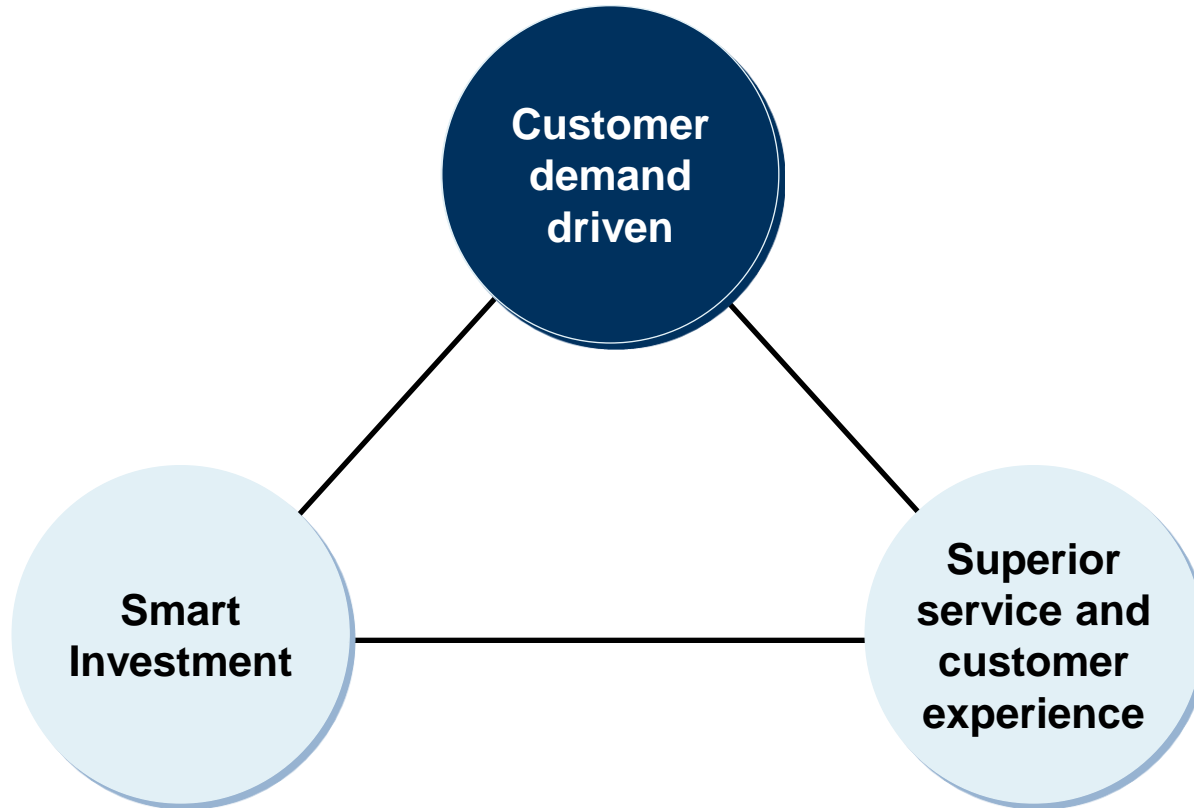 Customer
demand
driven
Smart
Investment
Superior
service and
customer
experience